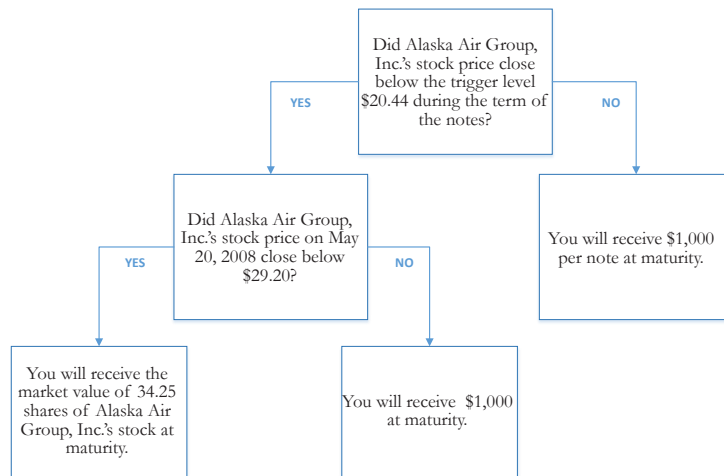 Did Alaska Air Group,
Inc.'s stock price close
below the trigger level
$20.44 during the term of
the notes?
YES
NO
Did Alaska Air Group,
Inc.'s stock price on May
20, 2008 close below
$29.20?
You will receive $1,000
per note at maturity.
YES
NO
You will receive the
market value of 34.25
shares of Alaska Air
Group, Inc.'s stock at
maturity.
You will receive $1,000
at maturity.